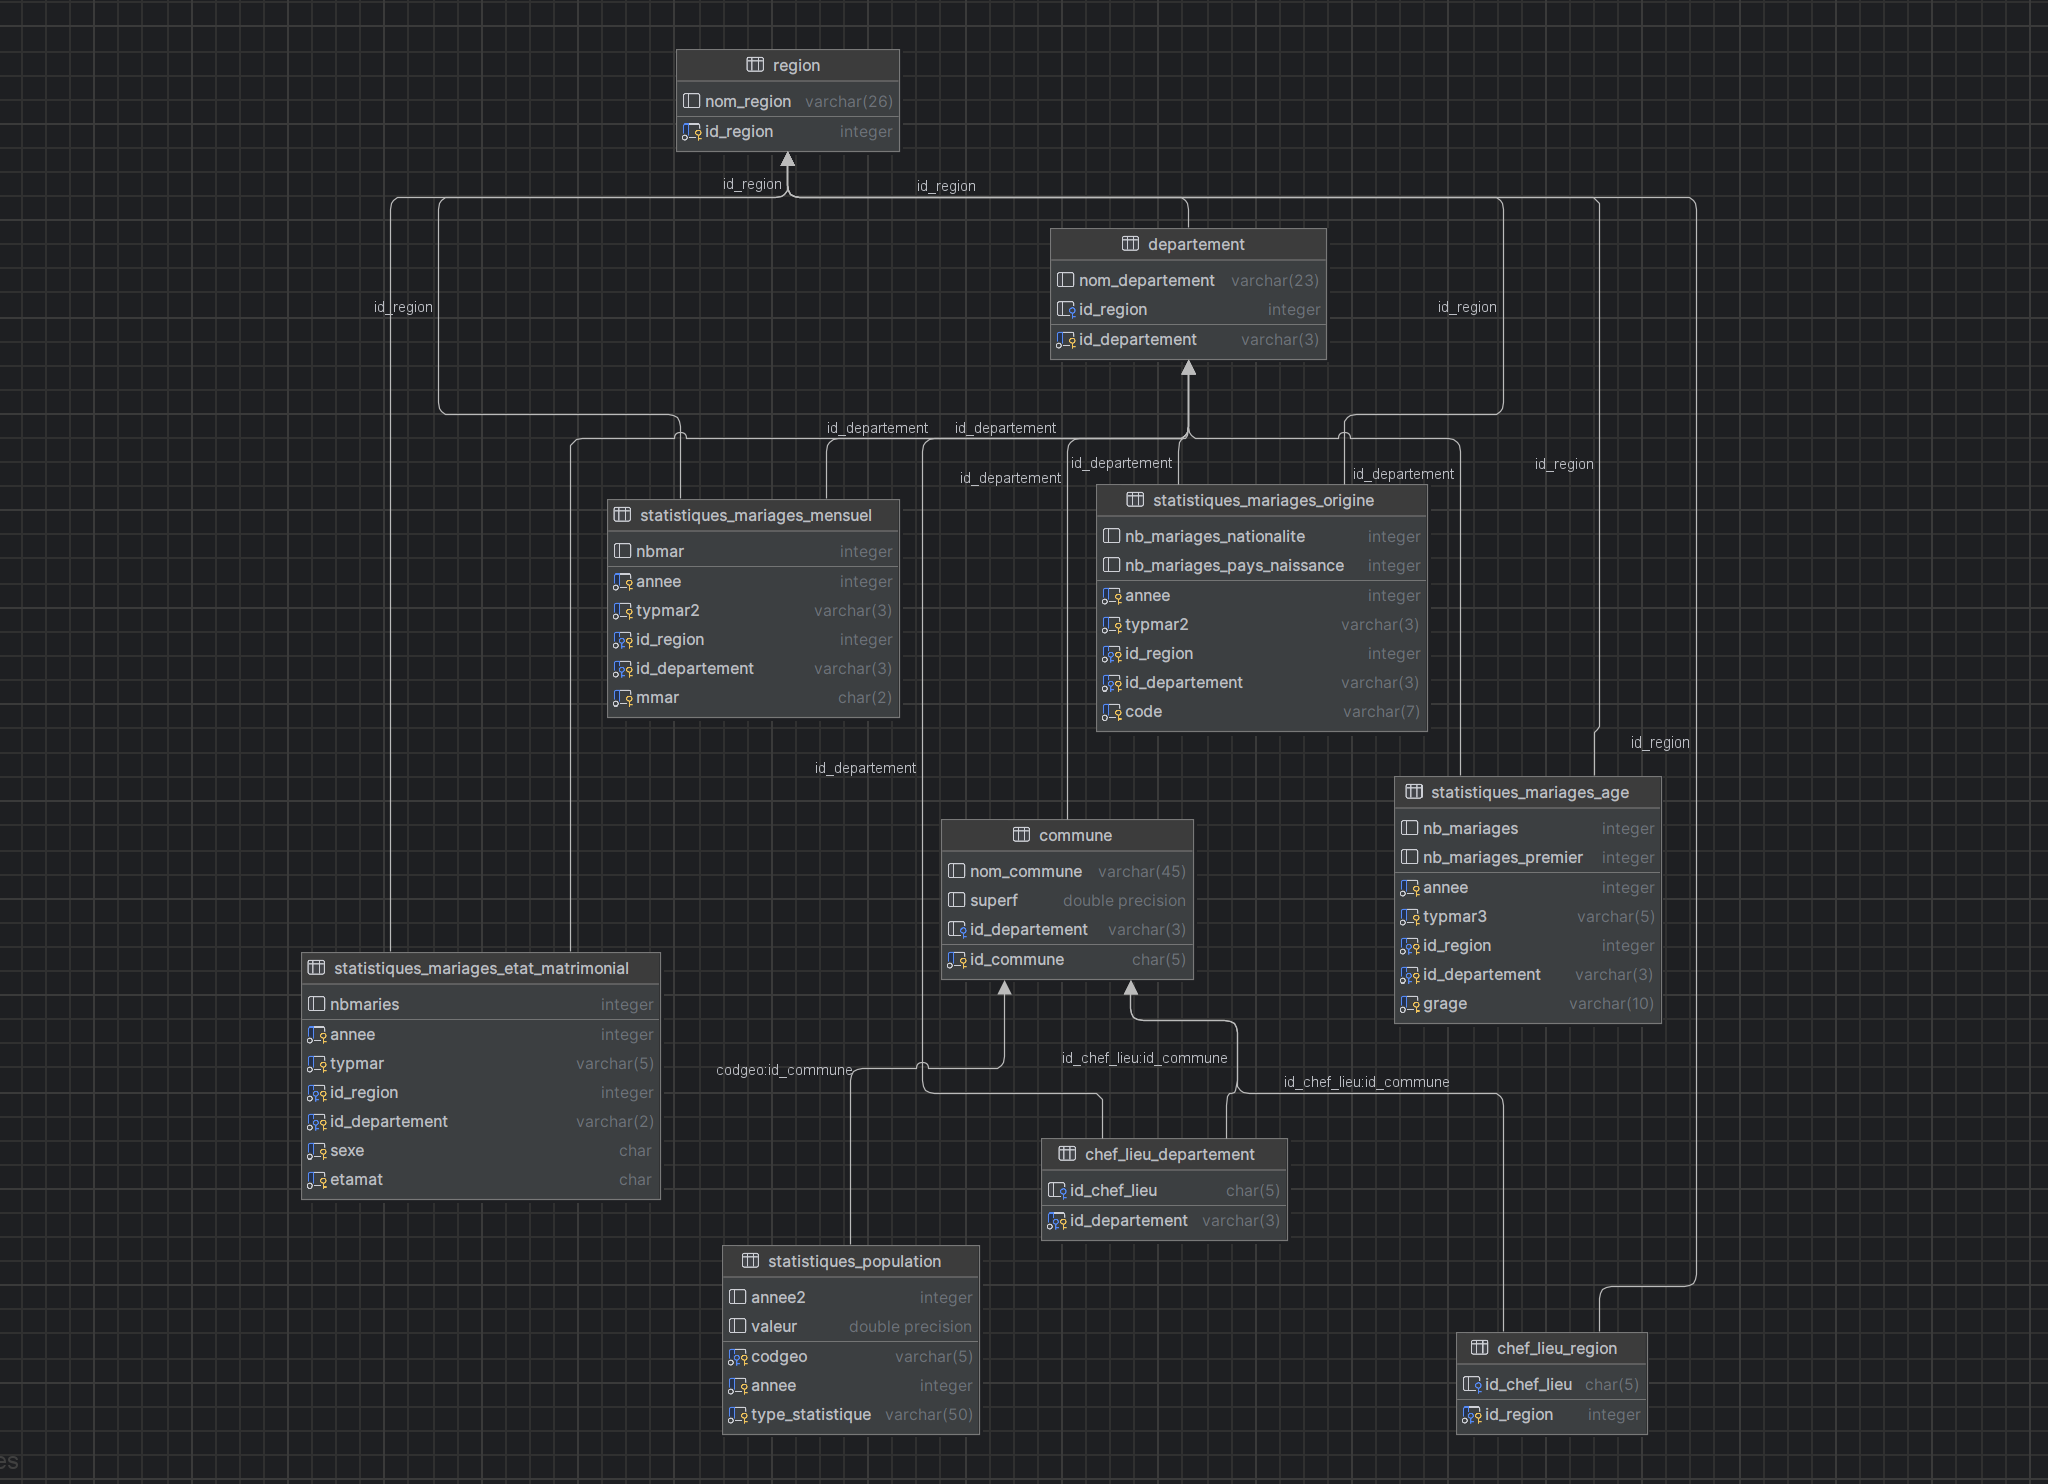 region
nom_region varchar(26)
id_region integer
id_region
id_region
departement
nom_departement varchar(23)
id_region integer
id_departement varchar(3)
id_region
id_region
id_departement
id_departement
id_departement
id_departement
id_departement
id_region
statistiques_mariages_mensuel
nbmar integer
annee integer
typmar2 varchar(3)
id_region integer
id_departement varchar(3)
mmar char(2)
statistiques_mariages_origine
nb_mariages_nationalite integer
nb_mariages_pays_naissance integer
annee integer
typmar2 varchar(3)
id_region integer
id_departement varchar(3)
code varchar(7)
id_departement
id_region
statistiques_mariages_age
nb_mariages integer
nb_mariages_premier integer
annee integer
typmar3 varchar(5)
id_region integer
id_departement varchar(3)
grage varchar(10)
commune
nom_commune varchar(45)
superf double precision
id_departement varchar(3)
id_commune char(5)
statistiques_mariages_etat_matrimonial
nbmaries integer
annee integer
typmar varchar(5)
id_region integer
id_departement varchar(2)
sexe char
etamat char
codgeo:id_commune
id_chef_lieu:id_commune
id_chef_lieu:id_commune
chef_lieu_departement
id_chef_lieu char(5)
id_departement varchar(3)
statistiques_population
annee2 integer
valeur double precision
codgeo varchar(5)
annee integer
type_statistique varchar(50)
chef_lieu_region
id_chef_lieu char(5)
id_region integer
es